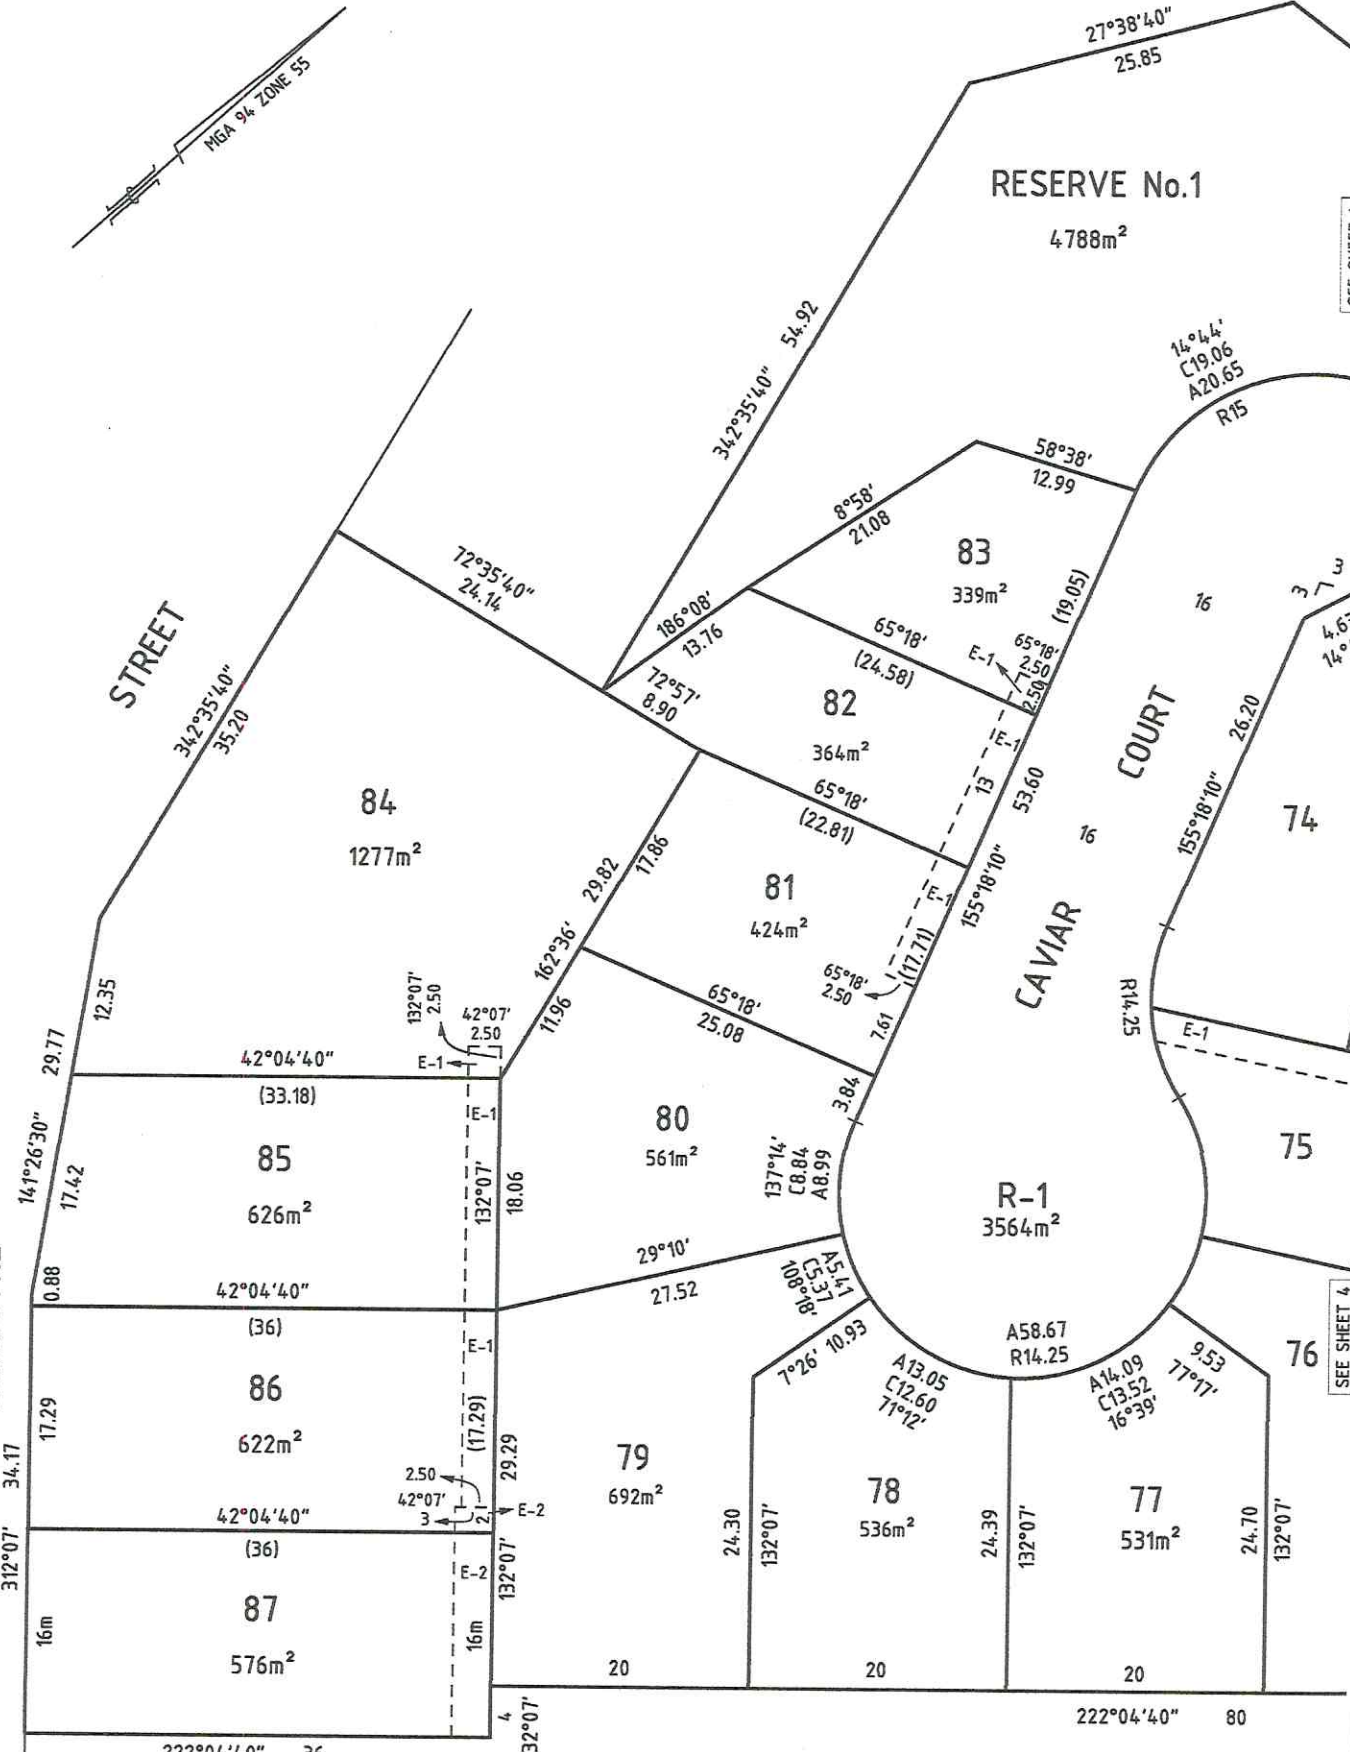 MGA 94 ZONE 55
27°38'40"
25.85
RESERVE No.1
4788m²
342°35'40" 54.92
14°44'
C19.06
A20.65
R15
58°38'
12.99
8°58'
21.08
83
339m²
(19.05)
16
3
3
72°35'40"
24.14
STREET
342°35'40"
35.20
186°08'
13.76
65°18'
(24.58)
E-1
65°18'
2.50
2.50
72°57'
8.90
82
364m²
E-1
13
53.60
COURT
26.20
155°18'10"
74
84
1277m²
65°18'
(22.81)
16
29.82
17.86
81
424m²
E-1
155°18'10"
(17.71)
CAVIAR
162°36'
11.96
65°18'
2.50
65°18'
25.08
7.61
R14.25
E-1
12.35
29.77
132°07'
2.50
42°07'
2.50
42°04'40"
E-1
(33.18)
E-1
3.84
80
561m²
137°14'
C8.84
A8.99
75
141°26'30"
17.42
85
626m²
132°07'
18.06
R-1
3564m²
29°10'
27.52
0.88
42°04'40"
(36)
E-1
A5.41
C5.37
108°18'
A58.67
R14.25
7°26' 10.93
A13.05
C12.60
71°12'
A14.09
C13.52
16°39'
9.53
77°17'
76
SEE SHEET 4
17.29
86
622m²
(17.29)
29.29
34.17
79
692m²
78
536m²
77
531m²
2.50
42°07'
3
2
E-2
42°04'40"
(36)
312°07'
E-2
132°07'
24.30
132°07'
24.39
132°07'
24.70
132°07'
87
576m²
16m
16m
20
20
20
4
222°04'40" 80